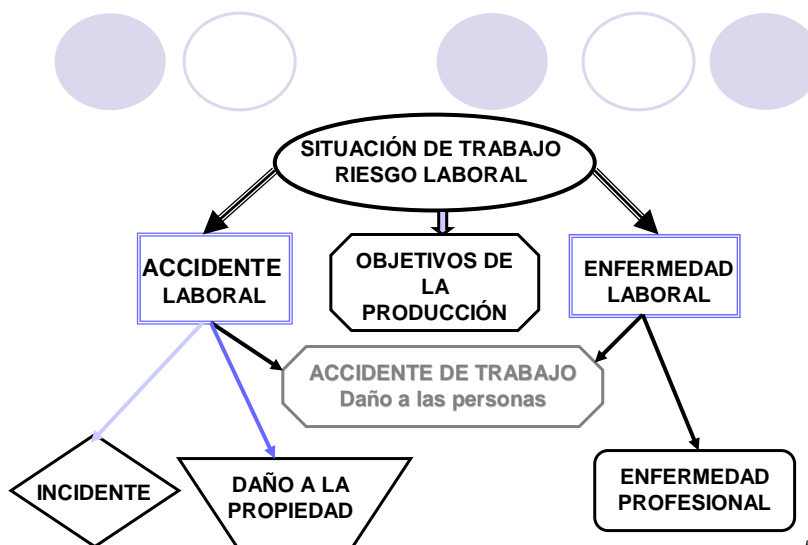 SITUACIÓN DE TRABAJO
RIESGO LABORAL
ACCIDENTE
LABORAL
OBJETIVOS DE
LA
PRODUCCIÓN
ENFERMEDAD
LABORAL
ACCIDENTE DE TRABAJO
Daño a las personas
INCIDENTE
DAÑO A LA
PROPIEDAD
ENFERMEDAD
PROFESIONAL